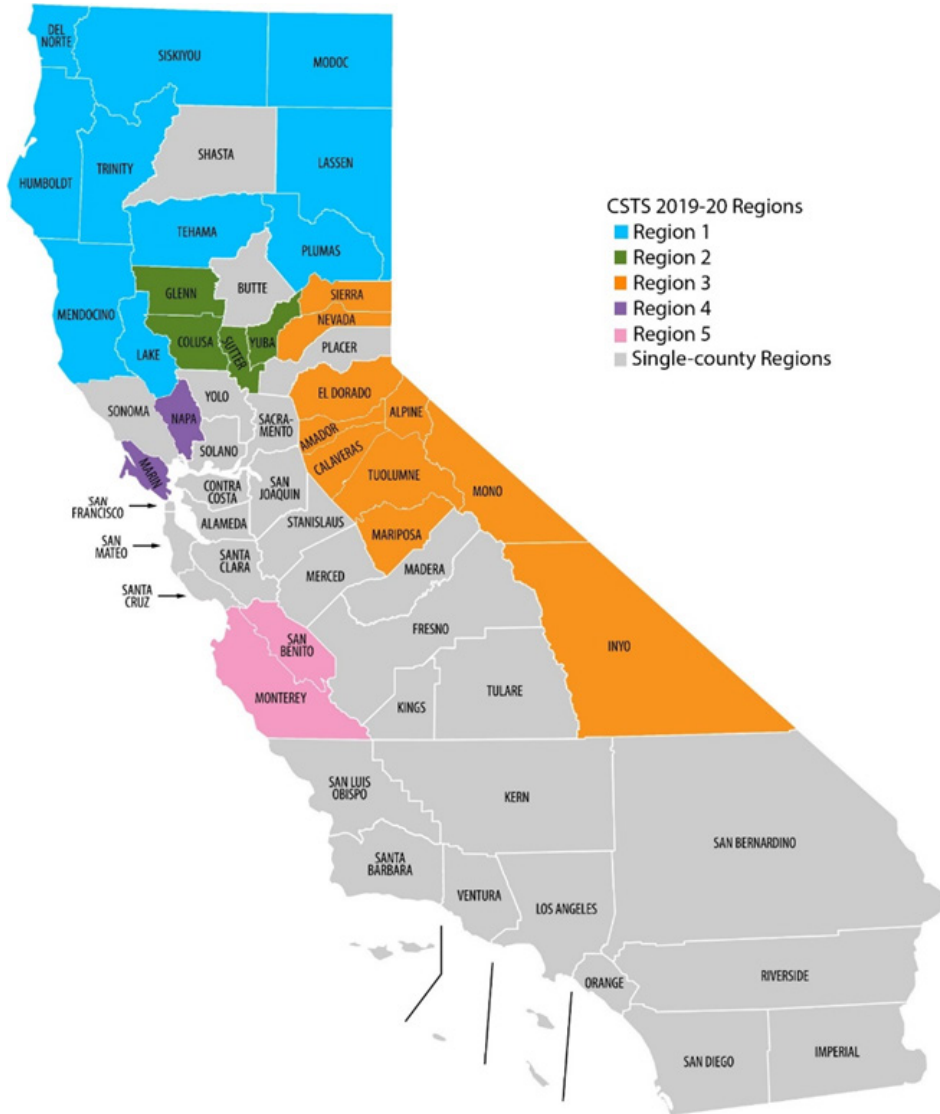 DEL
NORTE
SISKIYOU
MODOC
HUMBOLDT
TRINITY
SHASTA
LASSEN
TEHAMA
PLUMAS
MENDOCINO
GLENN
BUTTE
SIERRA
NEVADA
COLUSA
SUTTER
YUBA
PLACER
LAKE
SONOMA
NAPA
YOLO
EL DORADO
SACRA-
MENTO
ALPINE
AMADOR
SOLANO
CALAVERAS
MARIN
TUOLUMNE
MONO
CONTRA
COSTA
SAN
JOAQUIN
SAN
FRANCISCO
ALAMEDA
STANISLAUS
MARIPOSA
SAN
MATEO
SANTA
CLARA
MERCED
MADERA
SANTA
CRUZ
FRESNO
SAN
BENITO
INYO
MONTEREY
KINGS
TULARE
SAN LUIS
OBISPO
KERN
SAN BERNARDINO
SANTA
BARBARA
VENTURA
LOS ANGELES
ORANGE
RIVERSIDE
SAN DIEGO
IMPERIAL
CSTS 2019-20 Regions
Region 1
Region 2
Region 3
Region 4
Region 5
Single-county Regions